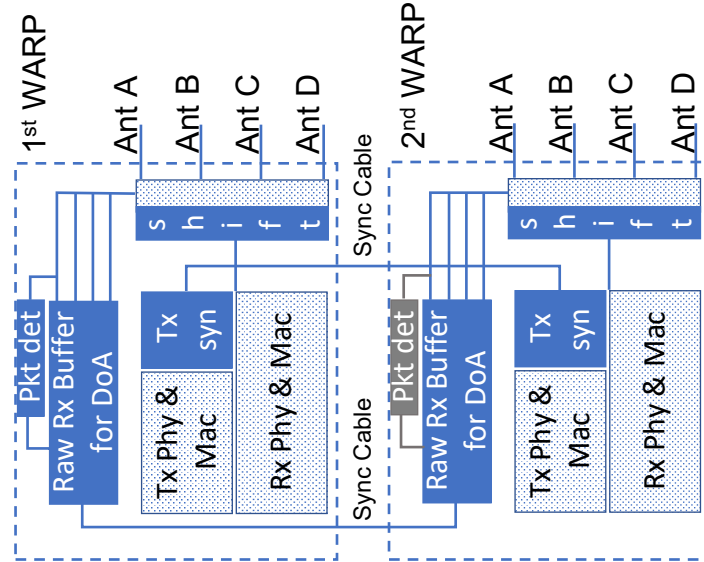 1st WARP
Ant A
Ant B
Ant C
Ant D
Pkt det
Raw Rx Buffer
for DoA
shift
Tx
syn
Tx Phy &
Mac
Rx Phy & Mac
Sync Cable
Sync Cable
2nd WARP
Ant A
Ant B
Ant C
Ant D
Pkt det
Raw Rx Buffer
for DoA
shift
Tx
syn
Tx Phy &
Mac
Rx Phy & Mac